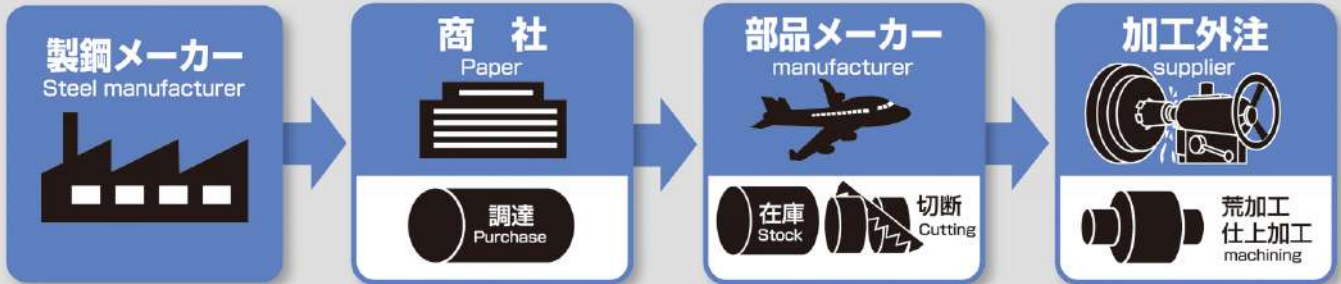 製鋼メーカー
Steel manufacturer
商 社
Paper
調達
Purchase
部品メーカー
manufacturer
在庫
Stock
切断
Cutting
加工外注
supplier
荒加工
仕上加工
machining